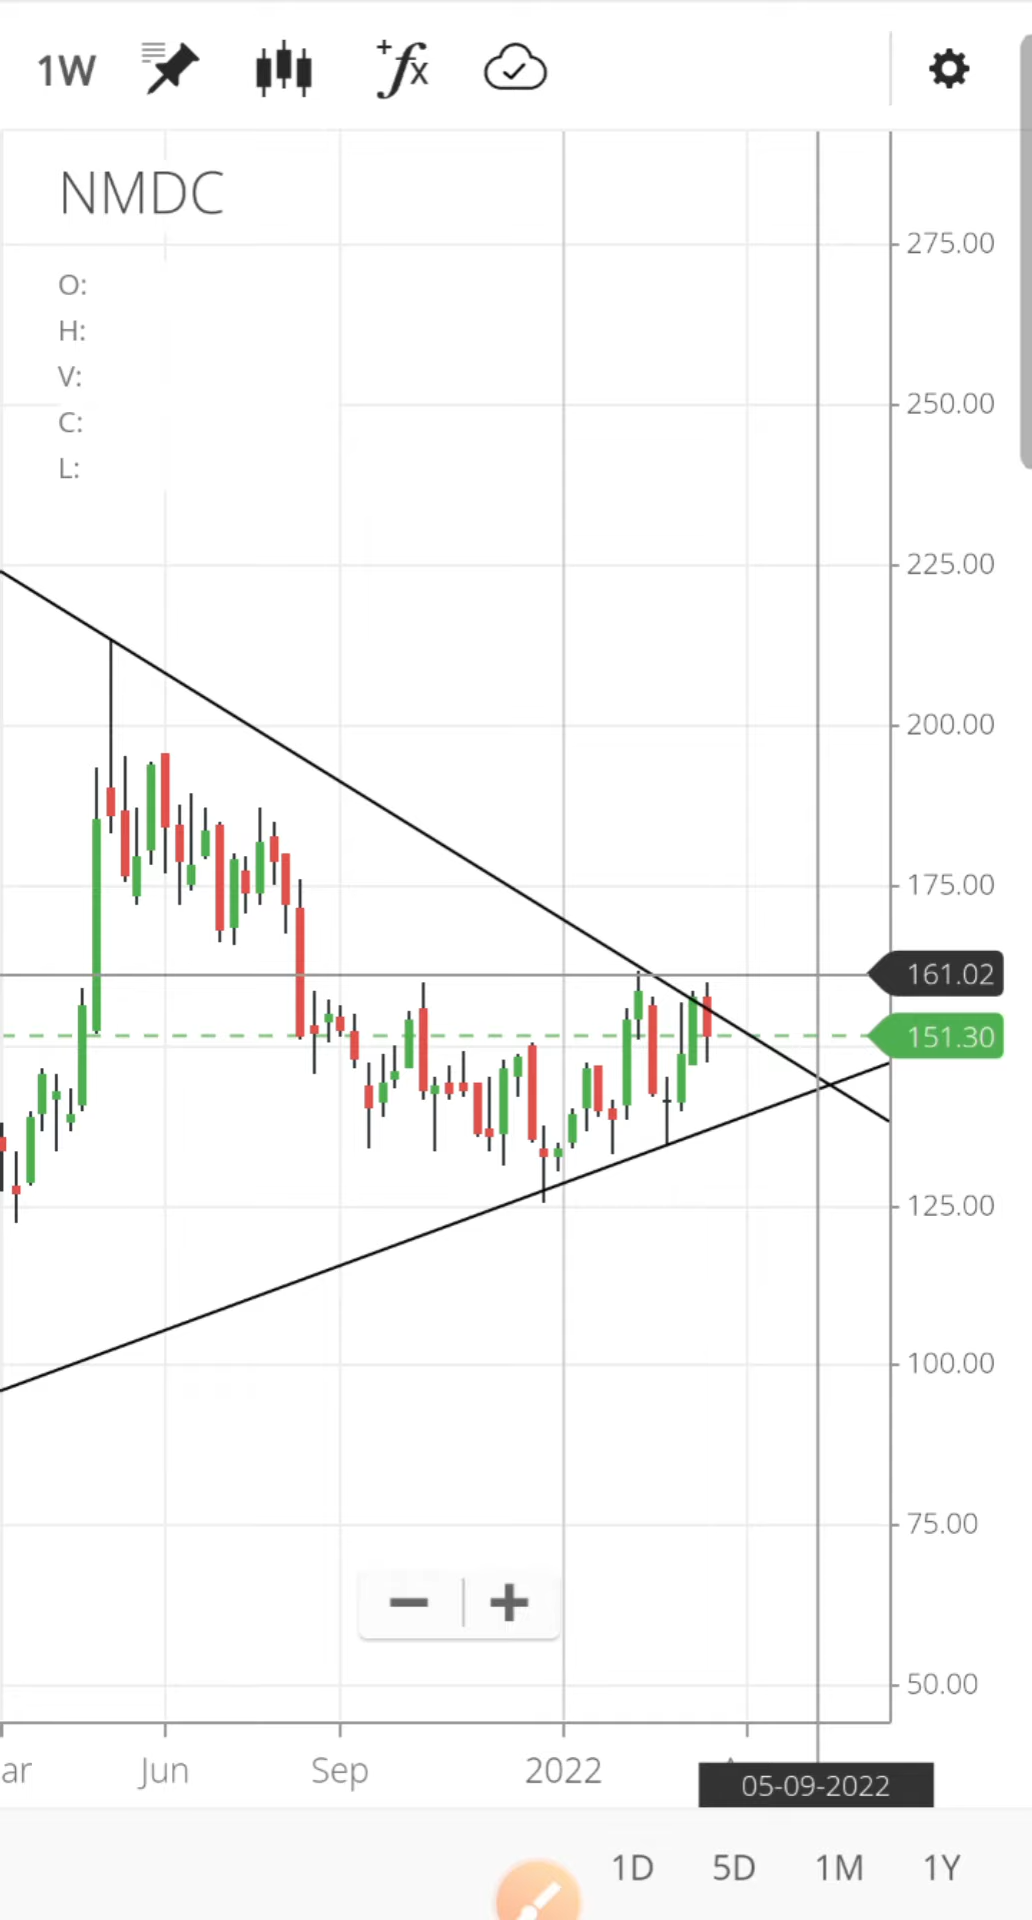 1W
NMDC
O:
H:
V:
C:
L:
275.00
250.00
225.00
200.00
175.00
161.02
151.30
125.00
100.00
75.00
50.00
ar Jun Sep 2022
05-09-2022
1D 5D 1M 1Y